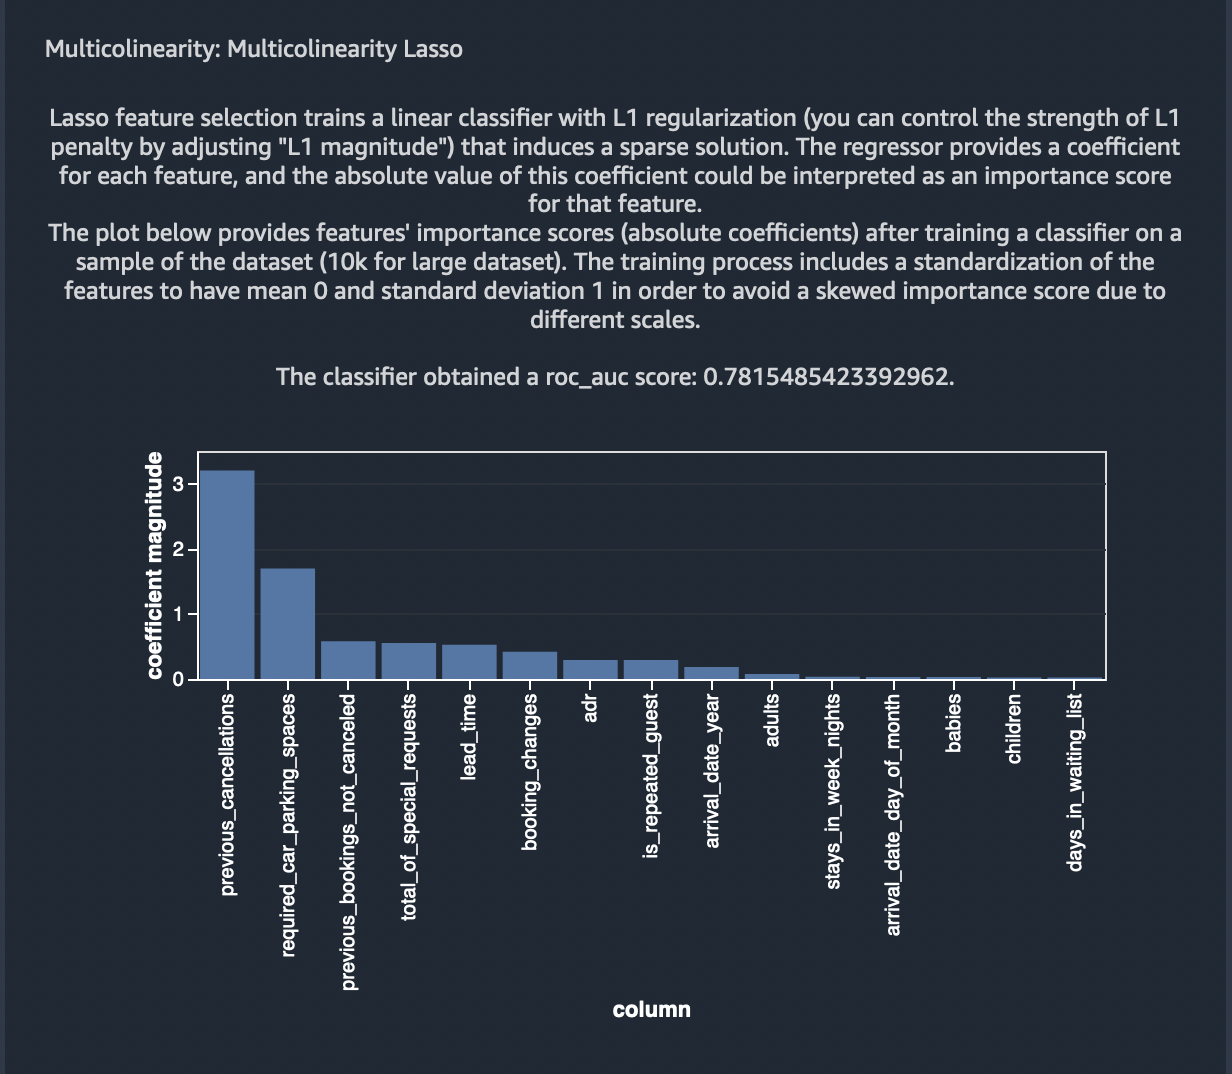 Multicolinearity: Multicolinearity Lasso
Lasso feature selection trains a linear classifier with L1 regularization (you can control the strength of L1
penalty by adjusting "L1 magnitude") that induces a sparse solution. The regressor provides a coefficient
for each feature, and the absolute value of this coefficient could be interpreted as an importance score
for that feature.
The plot below provides features' importance scores (absolute coefficients) after training a classifier on a
sample of the dataset (10k for large dataset). The training process includes a standardization of the
features to have mean 0 and standard deviation 1 in order to avoid a skewed importance score due to
different scales.
The classifier obtained a roc_auc score: 0.7815485423392962.
coefficient magnitude
3
2
1
0
previous_cancellations
required_car_parking_spaces
previous_bookings_not_canceled
total_of_special_requests
lead_time
booking_changes
adr
is_repeated_guest
arrival_date_year
adults
stays_in_week_nights
arrival_date_day_of_month
babies
children
days_in_waiting_list
column